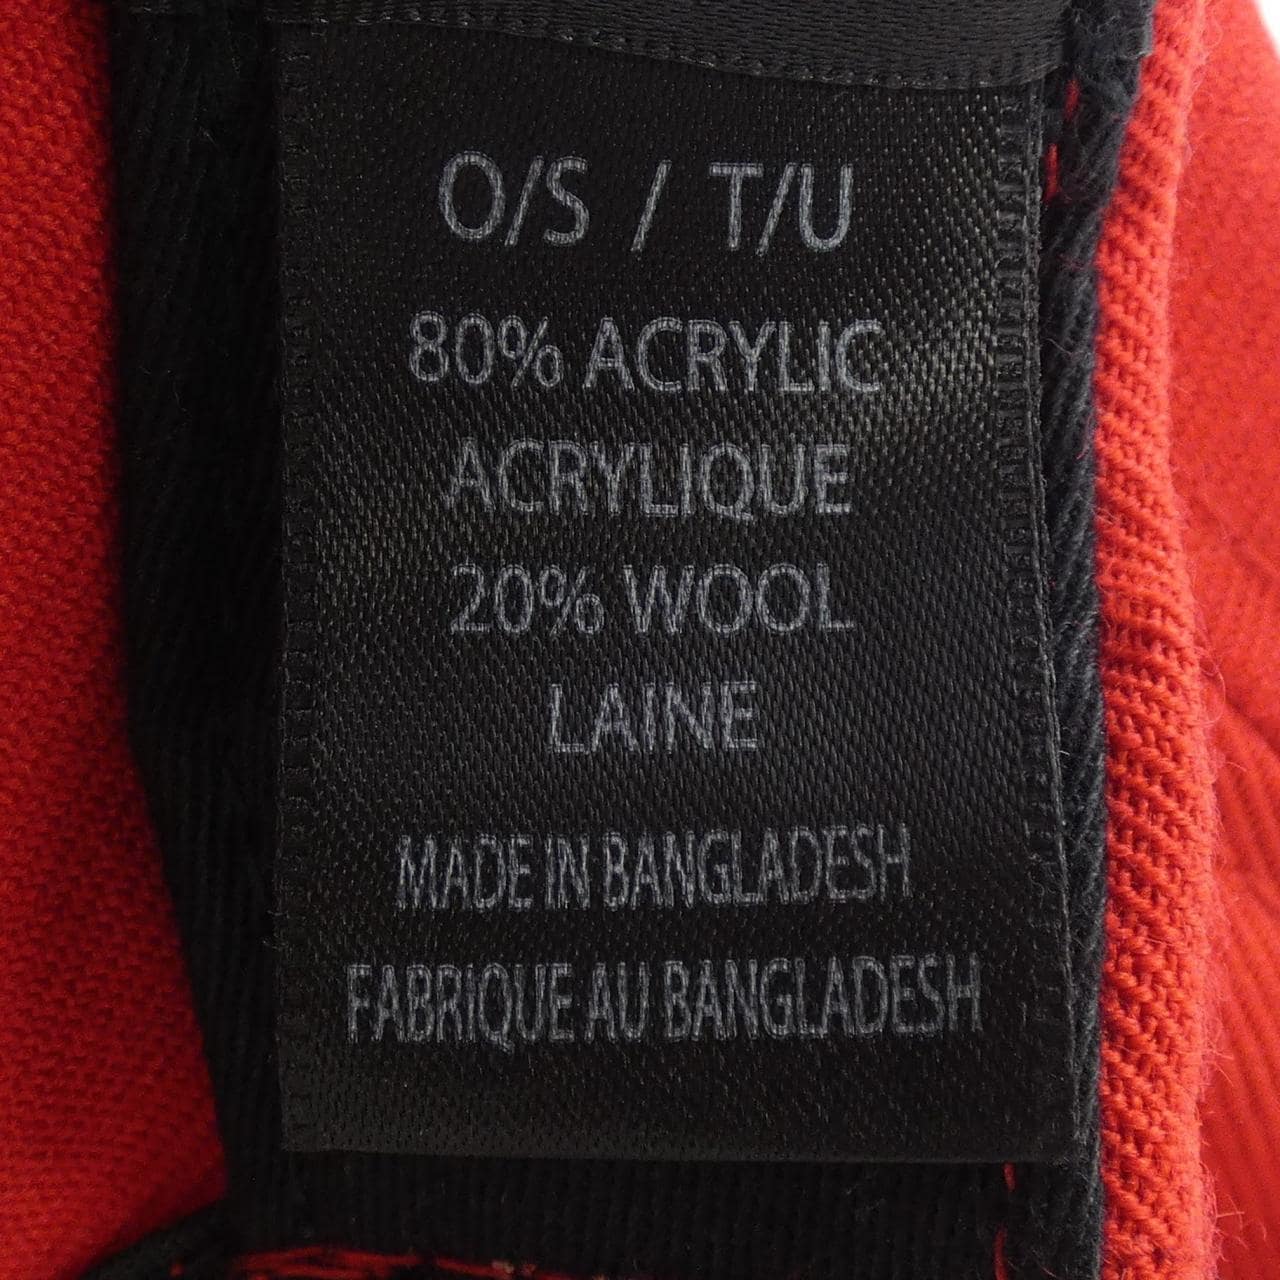 O/S / T/U
80% ACRYLIC
ACRYLIQUE
20% WOOL
LAINE
MADE IN BANGLADESH
FABRIQUE AU BANGLADESH